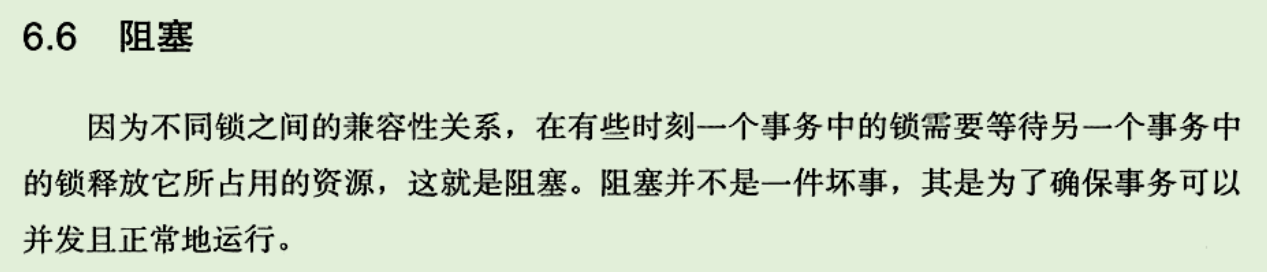 6.6 阻塞
因为不同锁之间的兼容性关系，在有些时刻一个事务中的锁需要等待另一个事务中
的锁释放它所占用的资源，这就是阻塞。阻塞并不是一件坏事，其是为了确保事务可以
并发且正常地运行。